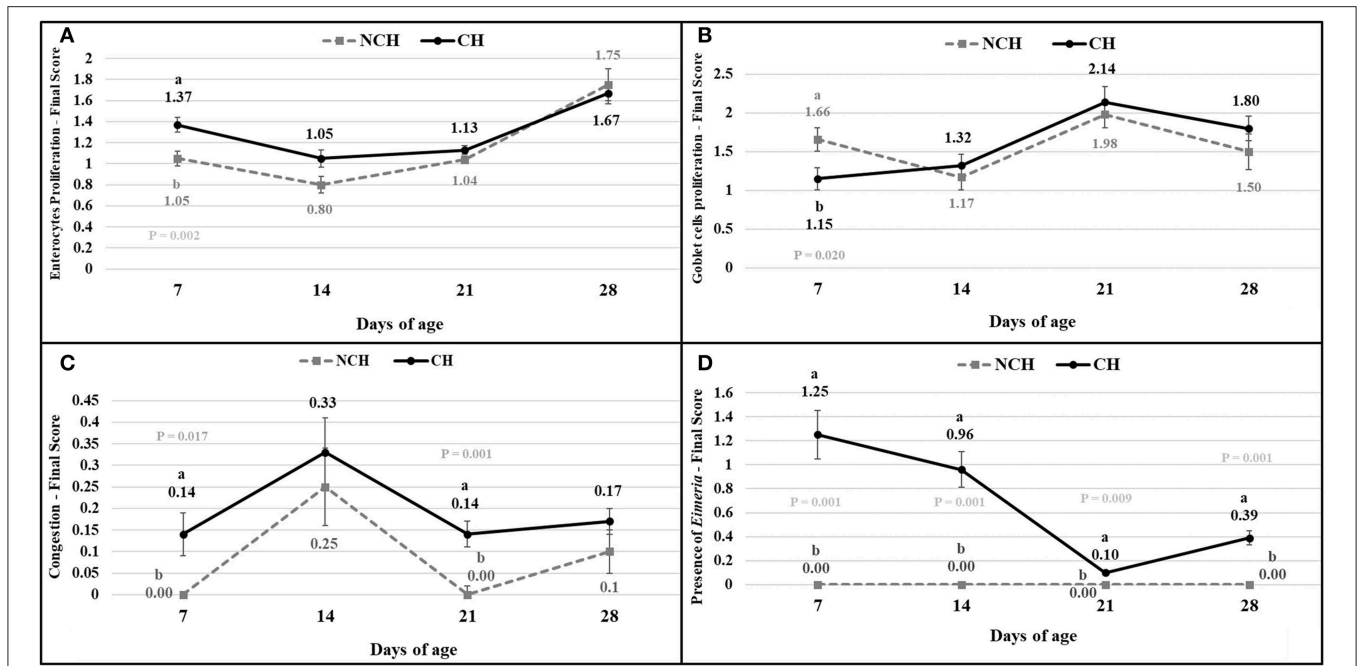 A
NCH CH
Enterocytes Proliferation - Final Score
2
1.8
1.6
1.4
1.2
1
0.8
0.6
0.4
0.2
0
a
1.37
b
1.05
P = 0.002
1.05
0.80
1.13
1.04
1.75
1.67
7 14 21 28
Days of age
B
NCH CH
Goblet cells proliferation - Final Score
2.5
2
1.5
1
0.5
0
a
1.66
b
1.15
P = 0.020
1.32
1.17
2.14
1.98
1.80
1.50
7 14 21 28
Days of age
C
NCH CH
Congestion - Final Score
0.45
0.4
0.35
0.3
0.25
0.2
0.15
0.1
0.05
0
P = 0.017
a
0.14
b
0.00
0.33
0.25
P = 0.001
a
0.14
b
0.00
0.17
0.1
7 14 21 28
Days of age
D
NCH CH
Presence of Eimeria - Final Score
1.6
1.4
1.2
1
0.8
0.6
0.4
0.2
0
a
1.25
P = 0.001
b
0.00
a
0.96
P = 0.001
b
0.00
P = 0.009
a
0.10
b
0.00
P = 0.001
a
0.39
b
0.00
7 14 21 28
Days of age